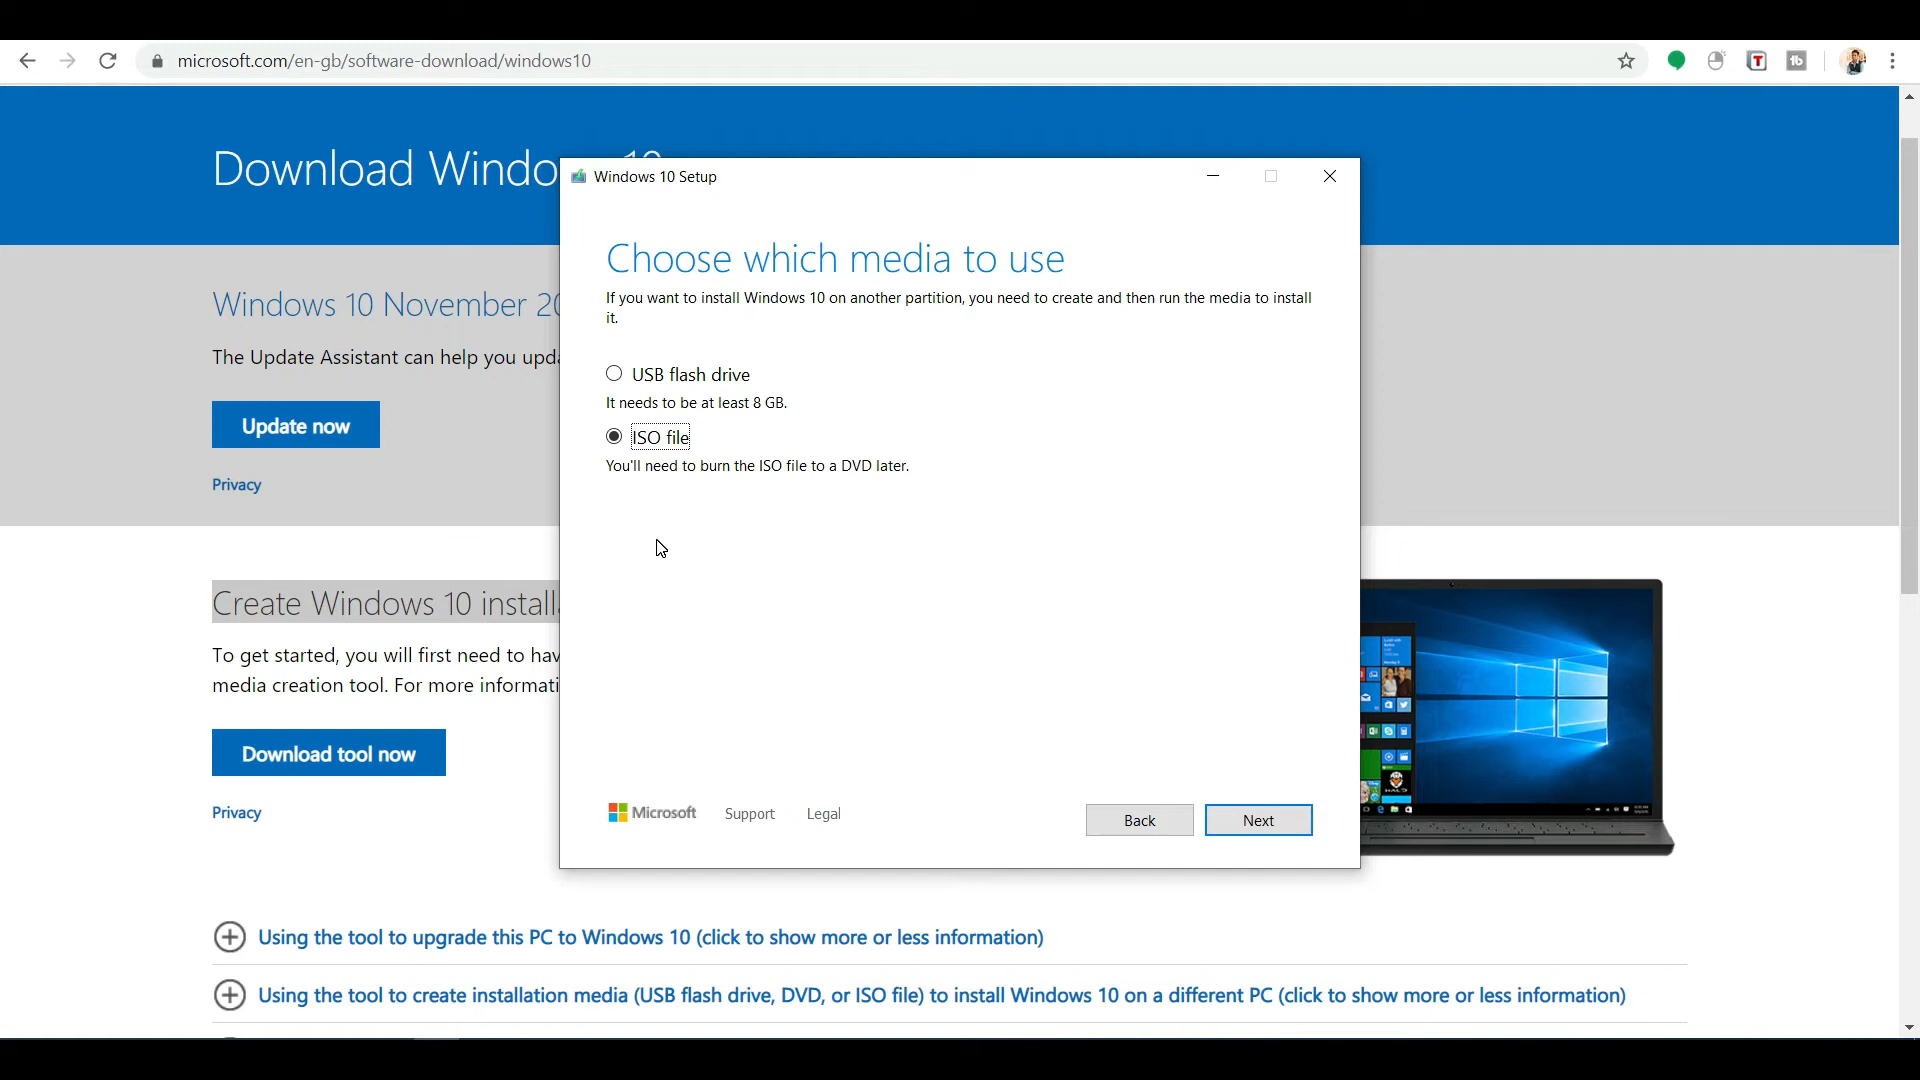 microsoft.com/en-gb/software-download/windows10
Download Windo
Windows 10 November 20
The Update Assistant can help you upda
Update now
Privacy
Create Windows 10 installa
To get started, you will first need to hav
media creation tool. For more informati
Download tool now
Privacy
Windows 10 Setup
Choose which media to use
If you want to install Windows 10 on another partition, you need to create and then run the media to install
it.
USB flash drive
It needs to be at least 8 GB.
ISO file
You'll need to burn the ISO file to a DVD later.
Microsoft Support Legal
Back Next
Using the tool to upgrade this PC to Windows 10 (click to show more or less information)
Using the tool to create installation media (USB flash drive, DVD, or ISO file) to install Windows 10 on a different PC (click to show more or less information)